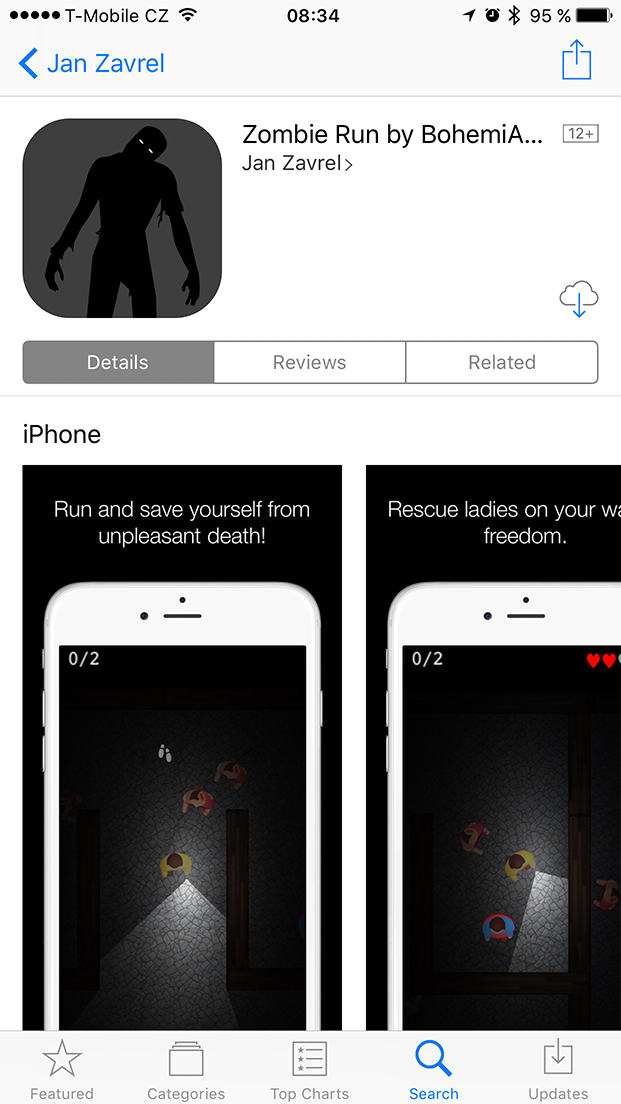 T-Mobile CZ 08:34 95 %
Jan Zavrel
Zombie Run by BohemiA... 12+
Jan Zavrel>
Details Reviews Related
iPhone
Run and save yourself from
unpleasant death!
0/2
Rescue ladies on your wa
freedom.
0/2
Featured Categories Top Charts Search Updates